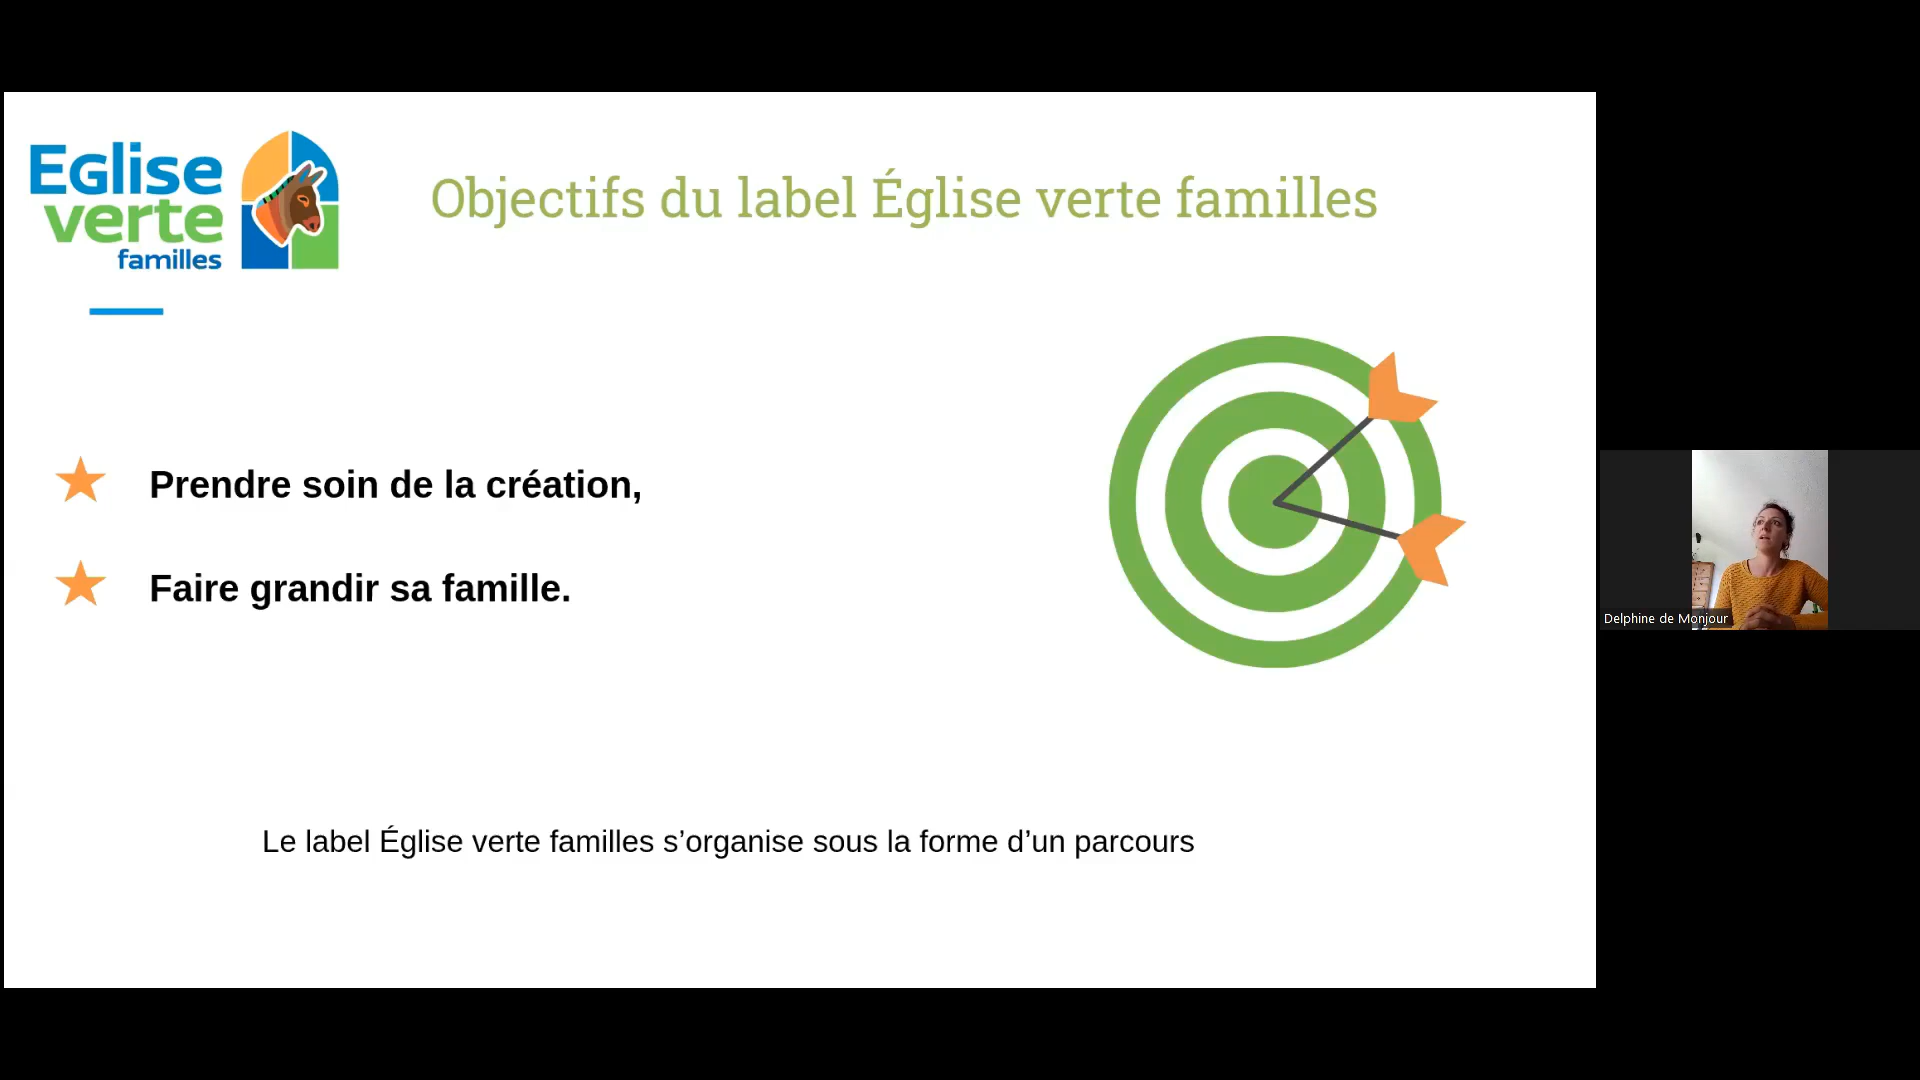 Eglise
verte
familles
Objectifs du label Église verte familles
Prendre soin de la création,
Faire grandir sa famille.
Le label Église verte familles s’organise sous la forme d’un parcours
Delphine de Monjour